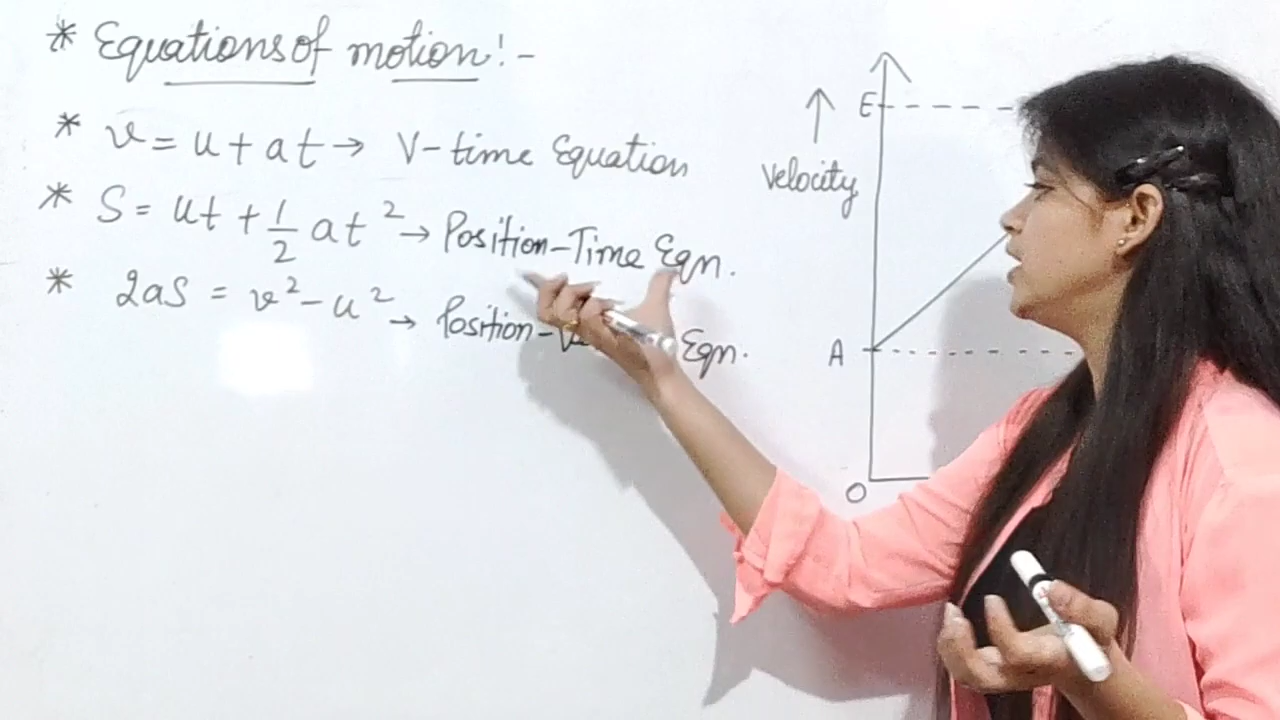 * Equations of motion! -
* v = u + at → V-time Equation
* S = ut + 1/2 at² → Position-Time Eqn.
* 2as = v² - u² → Position- Eqn.
E
velocity
A
O